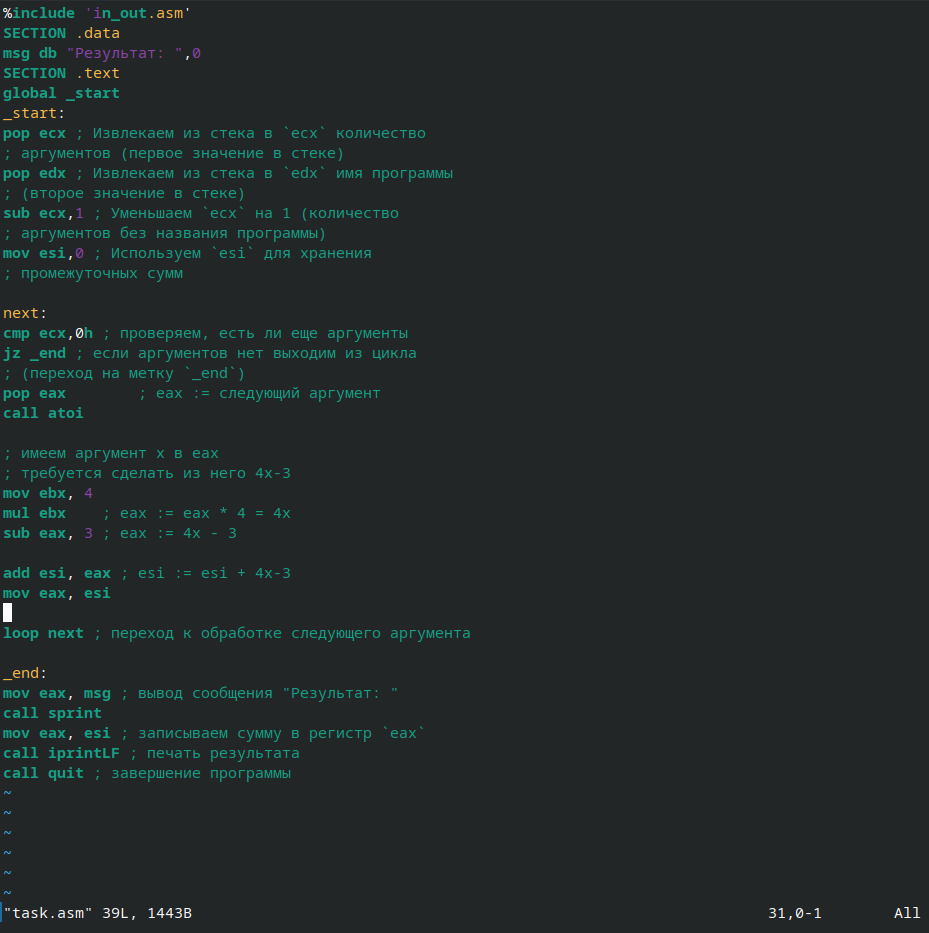 %include 'in_out.asm'
SECTION .data
msg db "Результат: ",0
SECTION .text
global _start
_start:
pop ecx ; Извлекаем из стека в `ecx` количество
; аргументов (первое значение в стеке)
pop edx ; Извлекаем из стека в `edx` имя программы
; (второе значение в стеке)
sub ecx,1 ; Уменьшаем `ecx` на 1 (количество
; аргументов без названия программы)
mov esi,0 ; Используем `esi` для хранения
; промежуточных сумм
next:
cmp ecx,0h ; проверяем, есть ли еще аргументы
jz _end ; если аргументов нет выходим из цикла
; (переход на метку `_end`)
pop eax        ; eax := следующий аргумент
call atoi
; имеем аргумент x в eax
; требуется сделать из него 4x-3
mov ebx, 4
mul ebx    ; eax := eax * 4 = 4x
sub eax, 3 ; eax := 4x - 3
add esi, eax ; esi := esi + 4x-3
mov eax, esi
loop next ; переход к обработке следующего аргумента
_end:
mov eax, msg ; вывод сообщения "Результат: "
call sprint
mov eax, esi ; записываем сумму в регистр `eax`
call iprintLF ; печать результата
call quit ; завершение программы
~
~
~
~
~
~
"task.asm" 39L, 1443B 31,0-1 All